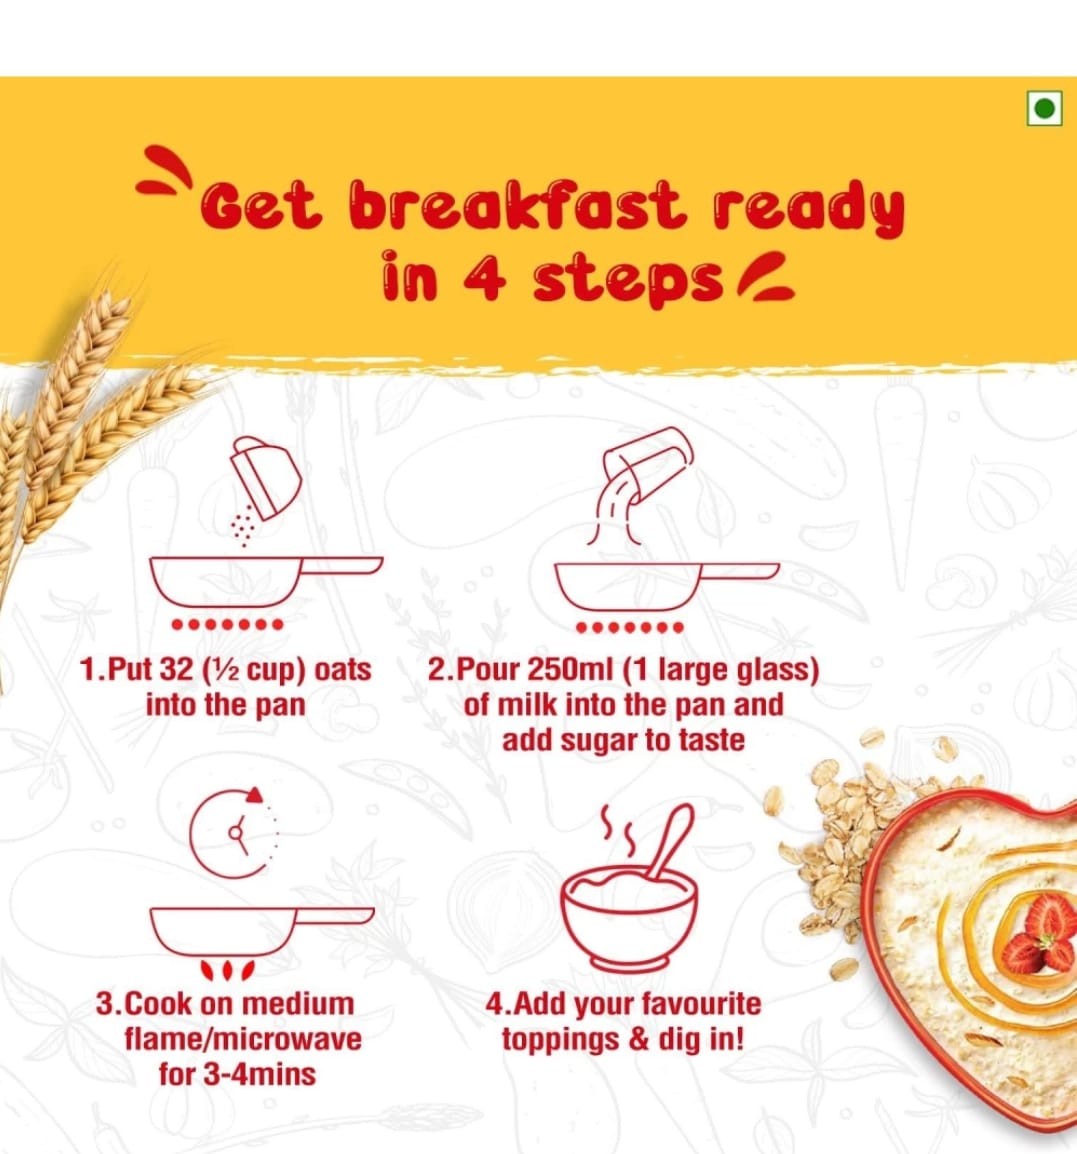 Get breakfast ready
in 4 steps
1.Put 32 (½ cup) oats
into the pan
2.Pour 250ml (1 large glass)
of milk into the pan and
add sugar to taste
3.Cook on medium
flame/microwave
for 3-4mins
4.Add your favourite
toppings & dig in!